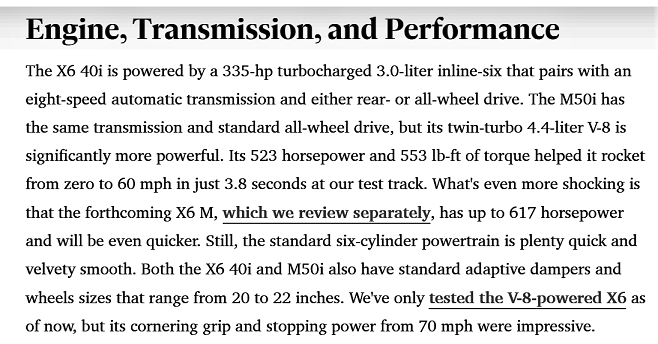 Engine, Transmission, and Performance
The X6 40i is powered by a 335-hp turbocharged 3.0-liter inline-six that pairs with an
eight-speed automatic transmission and either rear- or all-wheel drive. The M50i has
the same transmission and standard all-wheel drive, but its twin-turbo 4.4-liter V-8 is
significantly more powerful. Its 523 horsepower and 553 lb-ft of torque helped it rocket
from zero to 60 mph in just 3.8 seconds at our test track. What's even more shocking is
that the forthcoming X6 M, which we review separately, has up to 617 horsepower
and will be even quicker. Still, the standard six-cylinder powertrain is plenty quick and
velvety smooth. Both the X6 40i and M50i also have standard adaptive dampers and
wheels sizes that range from 20 to 22 inches. We've only tested the V-8-powered X6 as
of now, but its cornering grip and stopping power from 70 mph were impressive.